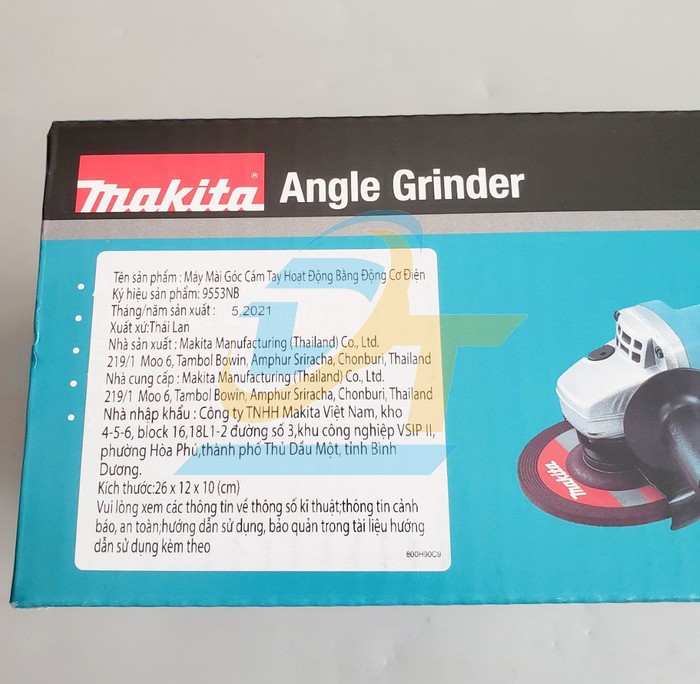 makita® Angle Grinder
Tên sản phẩm : Máy Mài Góc Cầm Tay Hoạt Động Bằng Động Cơ Điện
Ký hiệu sản phẩm: 9553NB
Tháng/năm sản xuất : 5.2021
Xuất xứ:Thái Lan
Nhà sản xuất : Makita Manufacturing (Thailand) Co., Ltd.
219/1 Moo 6, Tambol Bowin, Amphur Sriracha, Chonburi, Thailand
Nhà cung cấp : Makita Manufacturing (Thailand) Co., Ltd.
219/1 Moo 6, Tambol Bowin, Amphur Sriracha, Chonburi, Thailand
Nhà nhập khẩu : Công ty TNHH Makita Việt Nam, kho
4-5-6, block 16,18L1-2 đường số 3,khu công nghiệp VSIP II,
phường Hòa Phú,thành phố Thủ Dầu Một, tỉnh Bình
Dương.
Kích thước:26 x 12 x 10 (cm)
Vui lòng xem các thông tin về thông số kĩ thuật;thông tin cảnh
báo, an toàn;hướng dẫn sử dụng, bảo quản trong tài liệu hướng
dẫn sử dụng kèm theo
800H90C9
makita